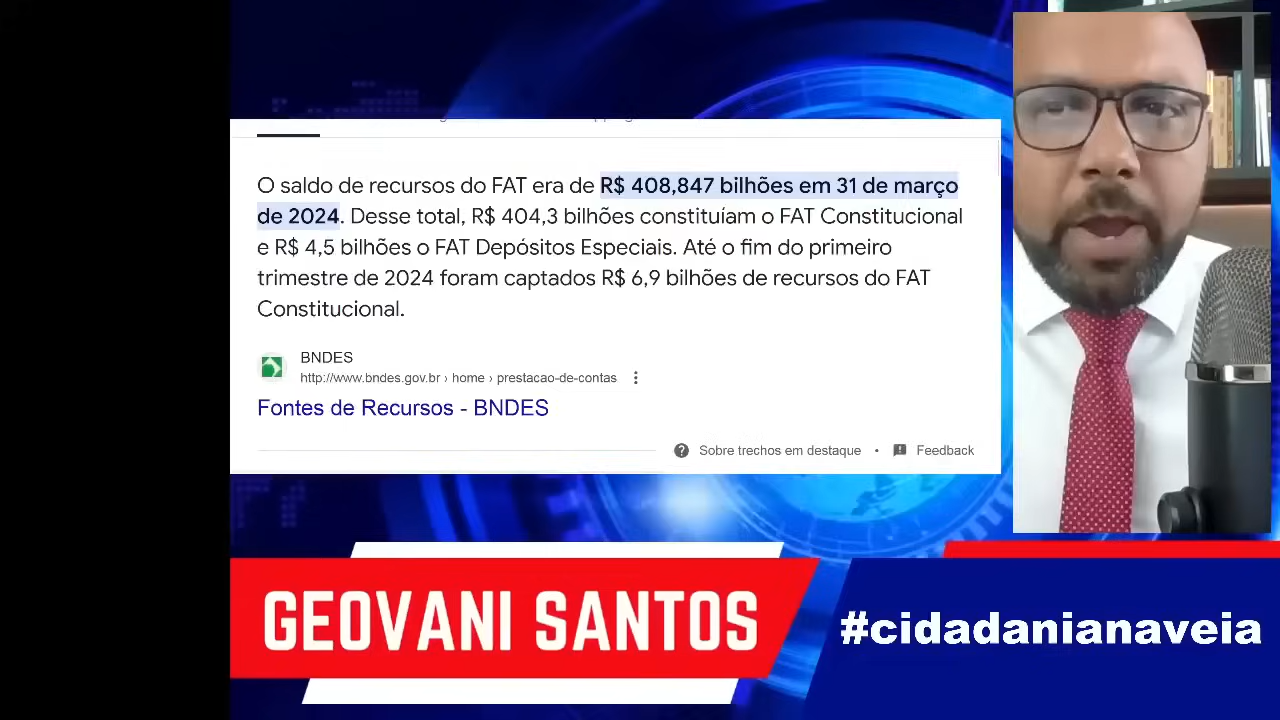 O saldo de recursos do FAT era de R$ 408,847 bilhões em 31 de março
de 2024. Desse total, R$ 404,3 bilhões constituíam o FAT Constitucional
e R$ 4,5 bilhões o FAT Depósitos Especiais. Até o fim do primeiro
trimestre de 2024 foram captados R$ 6,9 bilhões de recursos do FAT
Constitucional.
BNDES
http://www.bndes.gov.br › home › prestacao-de-contas
Fontes de Recursos - BNDES
Sobre trechos em destaque • Feedback
GEOVANI SANTOS
#cidadanianaveia